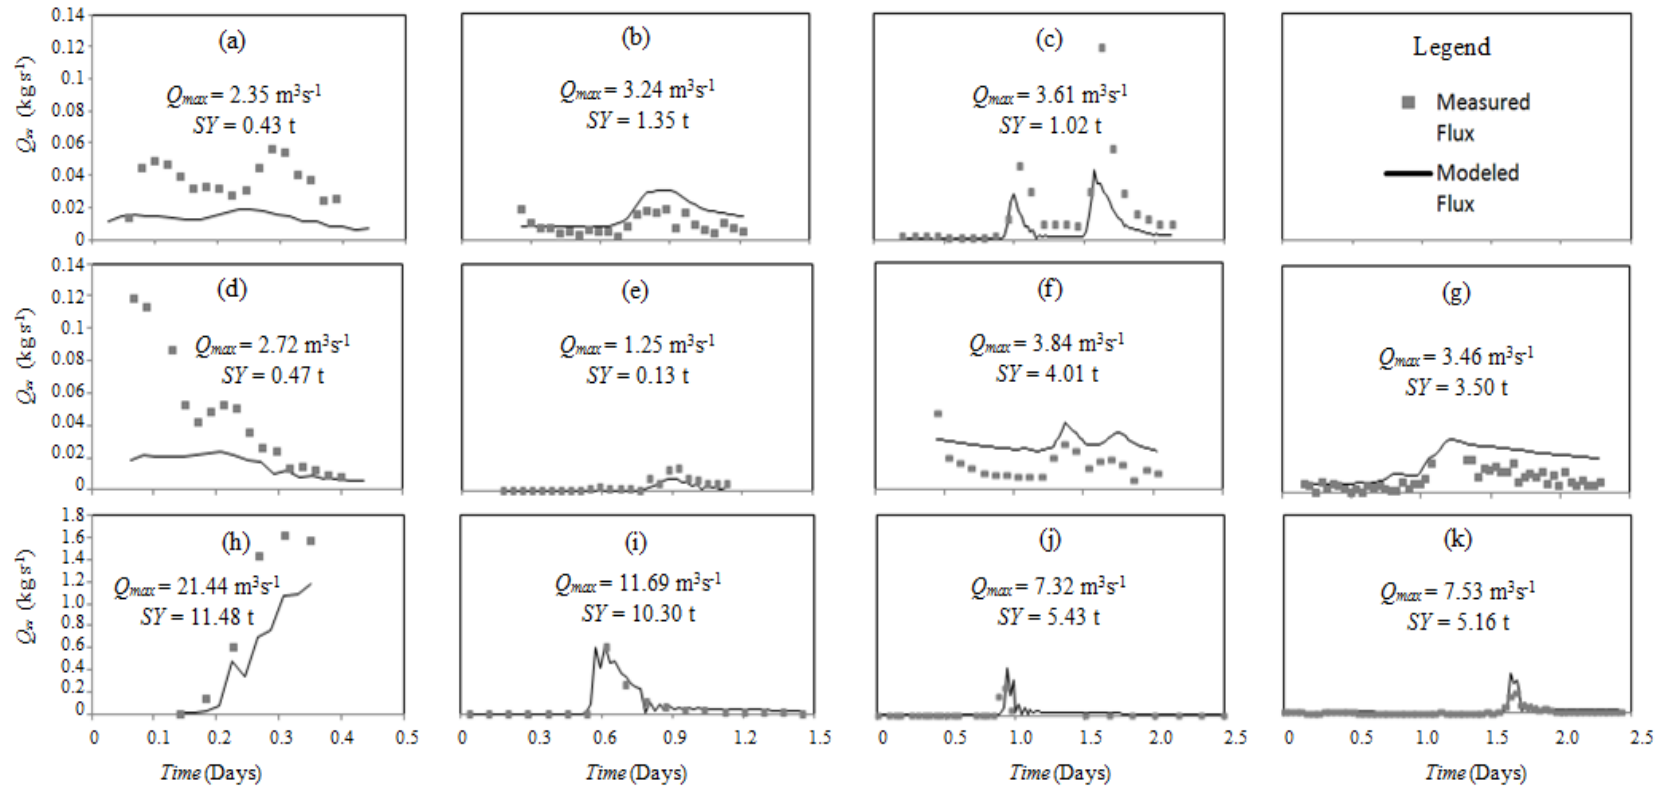 0.14
0.12
0.1
0.08
0.06
0.04
0.02
0
Qss (kg s-1)
(a)
Qmax = 2.35 m3s-1
SY = 0.43 t
(b)
Qmax = 3.24 m3s-1
SY = 1.35 t
(c)
Qmax = 3.61 m3s-1
SY = 1.02 t
Legend
Measured
Flux
Modeled
Flux
0.14
0.12
0.1
0.08
0.06
0.04
0.02
0
Qss (kg s-1)
(d)
Qmax = 2.72 m3s-1
SY = 0.47 t
(e)
Qmax = 1.25 m3s-1
SY = 0.13 t
(f)
Qmax = 3.84 m3s-1
SY = 4.01 t
(g)
Qmax = 3.46 m3s-1
SY = 3.50 t
1.8
1.6
1.4
1.2
1.0
0.8
0.6
0.4
0.2
0
Qss (kg s-1)
(h)
Qmax = 21.44 m3s-1
SY = 11.48 t
(i)
Qmax = 11.69 m3s-1
SY = 10.30 t
(j)
Qmax = 7.32 m3s-1
SY = 5.43 t
(k)
Qmax = 7.53 m3s-1
SY = 5.16 t
0 0.1 0.2 0.3 0.4 0.5
0 0.3 0.6 0.9 1.2 1.5
0 0.5 1.0 1.5 2.0 2.5
0 0.5 1.0 1.5 2.0 2.5
Time (Days)
Time (Days)
Time (Days)
Time (Days)